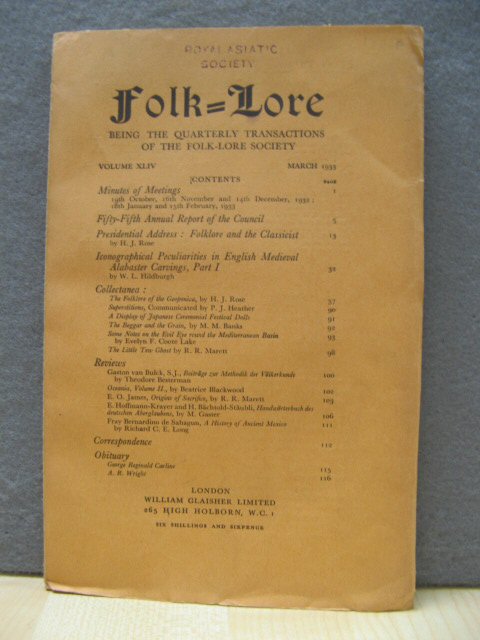 ROYAL ASIATIC
SOCIETY
Folk=Lore
BEING THE QUARTERLY TRANSACTIONS
OF THE FOLK-LORE SOCIETY
VOLUME XLIV MARCH 1933
CONTENTS
PAGE
Minutes of Meetings 1
19th October, 16th November and 14th December, 1932;
18th January and 15th February, 1933
Fifty-Fifth Annual Report of the Council 5
Presidential Address: Folklore and the Classicist 13
by H. J. Rose
Iconographical Peculiarities in English Medieval
Alabaster Carvings, Part I 32
by W. L. Hildburgh
Collectanea:
The Folklore of the Geoponica, by H. J. Rose 57
Superstitions, Communicated by P. J. Heather 90
A Display of Japanese Ceremonial Festival Dolls 91
The Beggar and the Grain, by M. M. Banks 92
Some Notes on the Evil Eye round the Mediterranean Basin 93
by Evelyn F. Coote Lake
The Little Tom Ghost by R. R. Marett 98
Reviews
Gaston van Bulck, S.J., Beiträge zur Methodik der Völkerkunde 100
by Theodore Besterman
Oceania, Volume II., by Beatrice Blackwood 102
E. O. James, Origins of Sacrifice, by R. R. Marett 103
E. Hoffmann-Krayer and H. Bächtold-Stäubli, Handwörterbuch des
deutschen Aberglaubens, by M. Gaster 106
Fray Bernardino de Sahagun, A History of Ancient Mexico 111
by Richard C. E. Long
Correspondence 112
Obituary
George Reginald Carline 115
A. R. Wright 116
LONDON
WILLIAM GLAISHER LIMITED
265 HIGH HOLBORN, W.C. 1
SIX SHILLINGS AND SIXPENCE